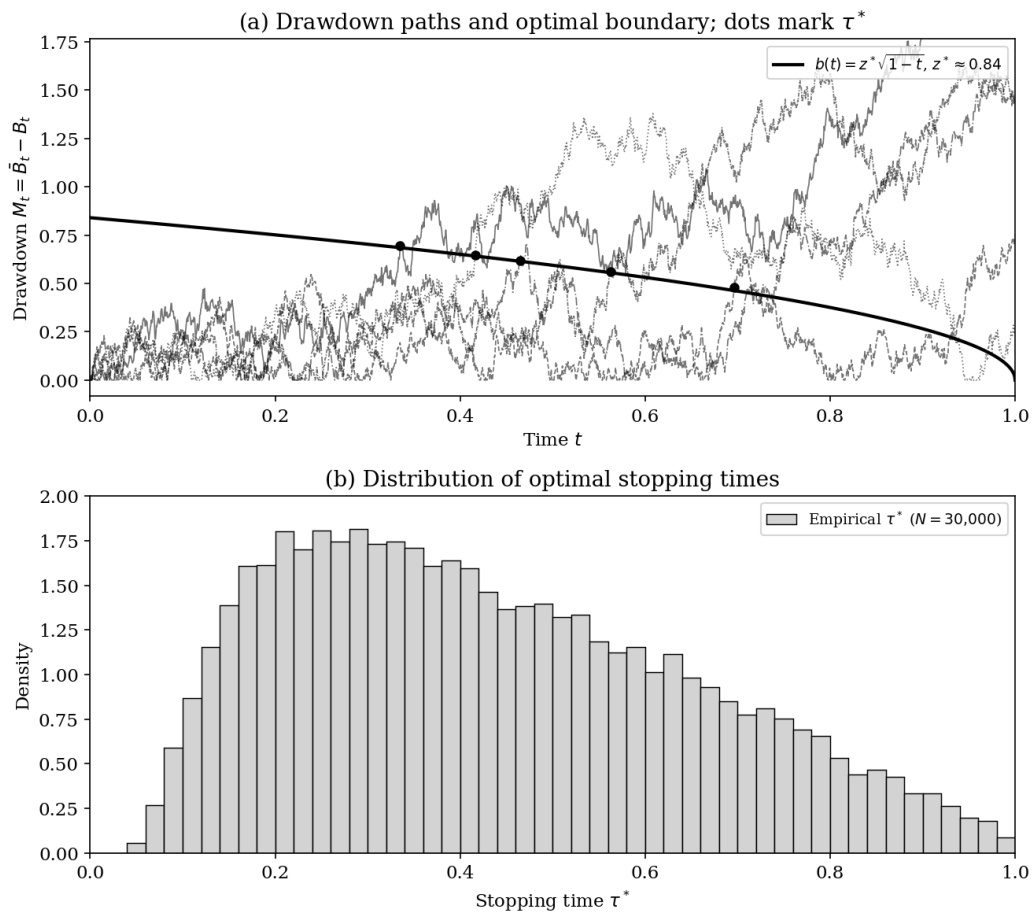 (a) Drawdown paths and optimal boundary; dots mark τ*
b(t) = z*√1−t, z* ≈ 0.84
Drawdown Mₜ = B̄ₜ − Bₜ
1.75
1.50
1.25
1.00
0.75
0.50
0.25
0.00
0.0 0.2 0.4 0.6 0.8 1.0
Time t
(b) Distribution of optimal stopping times
Empirical τ* (N = 30,000)
Density
2.00
1.75
1.50
1.25
1.00
0.75
0.50
0.25
0.00
0.0 0.2 0.4 0.6 0.8 1.0
Stopping time τ*